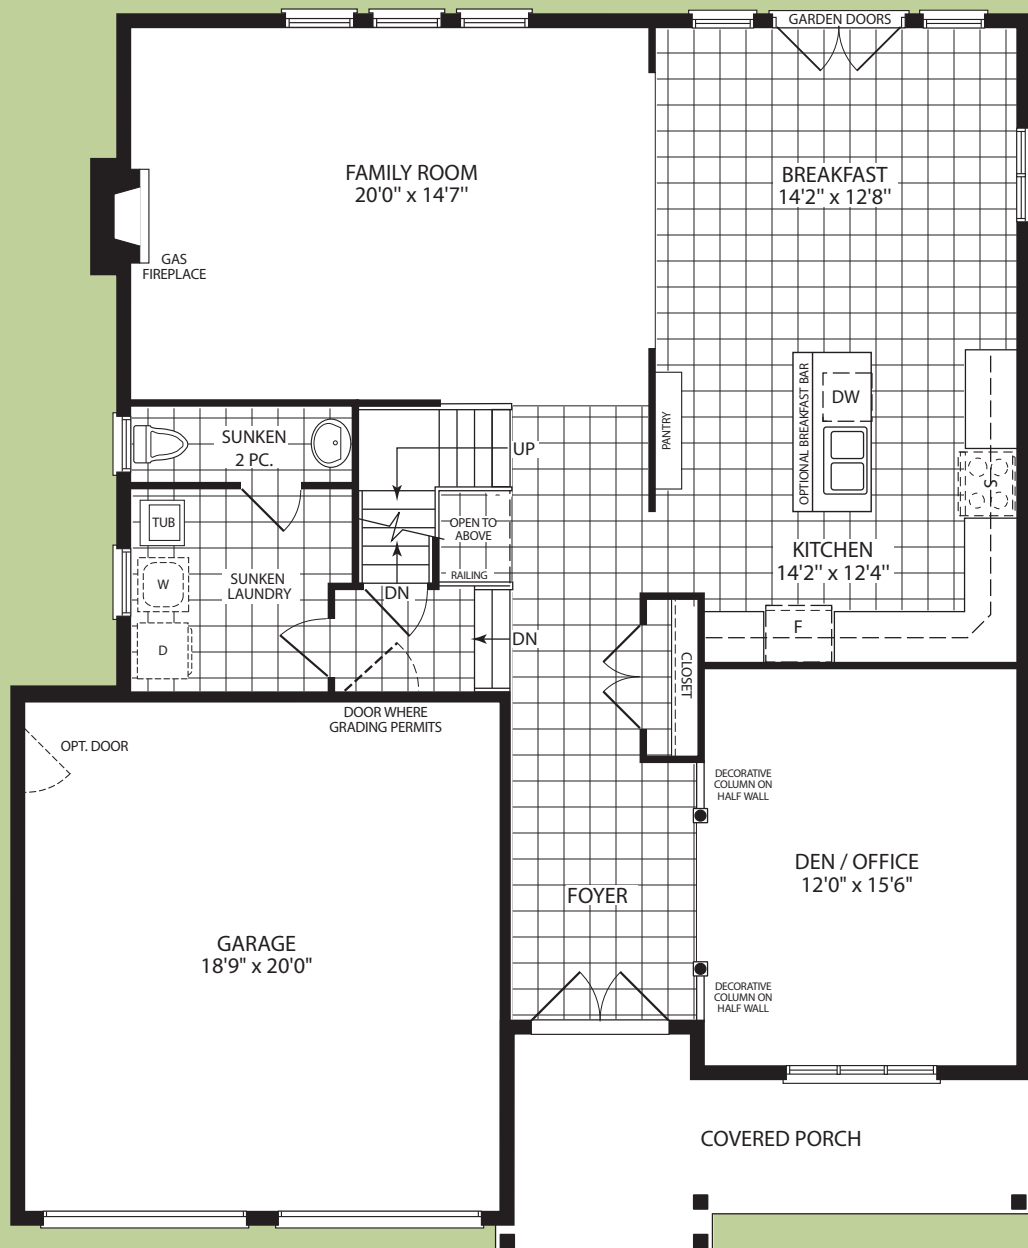 GARDEN DOORS
FAMILY ROOM
20'0" x 14'7"
BREAKFAST
14'2" x 12'8"
GAS
FIREPLACE
OPTIONAL BREAKFAST BAR
DW
PANTRY
SUNKEN
2 PC.
UP
S
TUB
OPEN TO
ABOVE
RAILING
W
SUNKEN
LAUNDRY
DN
KITCHEN
14'2" x 12'4"
D
DN
F
CLOSET
DOOR WHERE
GRADING PERMITS
OPT. DOOR
DECORATIVE
COLUMN ON
HALF WALL
DEN / OFFICE
12'0" x 15'6"
FOYER
GARAGE
18'9" x 20'0"
DECORATIVE
COLUMN ON
HALF WALL
COVERED PORCH